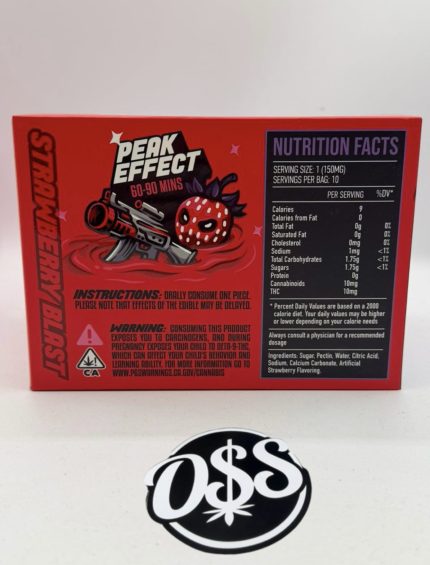 STRAWBERRY BLAST
PEAK
EFFECT
60-90 MINS
INSTRUCTIONS: ORALLY CONSUME ONE PIECE.
PLEASE NOTE THAT EFFECTS OF THE EDIBLE MAY BE DELAYED.
WARNING: CONSUMING THIS PRODUCT
EXPOSES YOU TO CARCINOGENS, AND DURING
PREGNANCY EXPOSES YOUR CHILD TO DELTA-9-THC,
WHICH CAN AFFECT YOUR CHILD'S BEHAVIOR AND
LEARNING ABILITY. FOR MORE INFORMATION GO TO
WWW.P65WARNINGS.CA.GOV/CANNABIS
!
CA
NUTRITION FACTS
SERVING SIZE: 1 (150MG)
SERVINGS PER BAG: 10
PER SERVING %DV*
Calories 9
Calories from Fat 0
Total Fat 0g 0%
Saturated Fat 0g 0%
Cholesterol 0mg 0%
Sodium 1mg <1%
Total Carbohydrates 1.75g <1%
Sugars 1.75g <1%
Protein 0g
Cannabinoids 10mg
THC 10mg
* Percent Daily Values are based on a 2000
calorie diet. Your daily values may be higher
or lower depending on your calorie needs
Always consult a physician for a recommended
dosage
Ingredients: Sugar, Pectin, Water, Citric Acid,
Sodium, Calcium Carbonate, Artificial
Strawberry Flavoring.
O$S